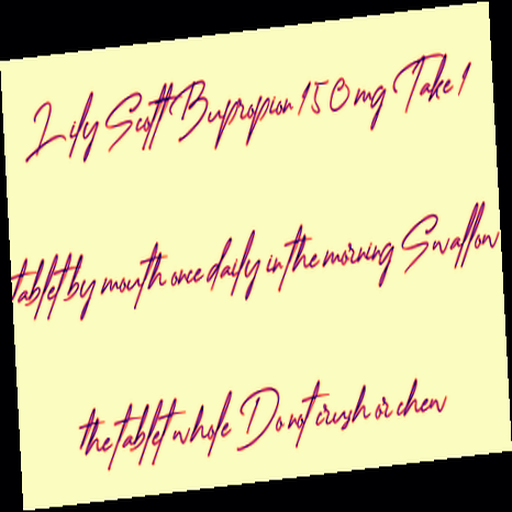 Lily Scott Bupropion 150 mg Take 1
tablet by mouth once daily in the morning Swallow
the tablet whole Do not crush or chew